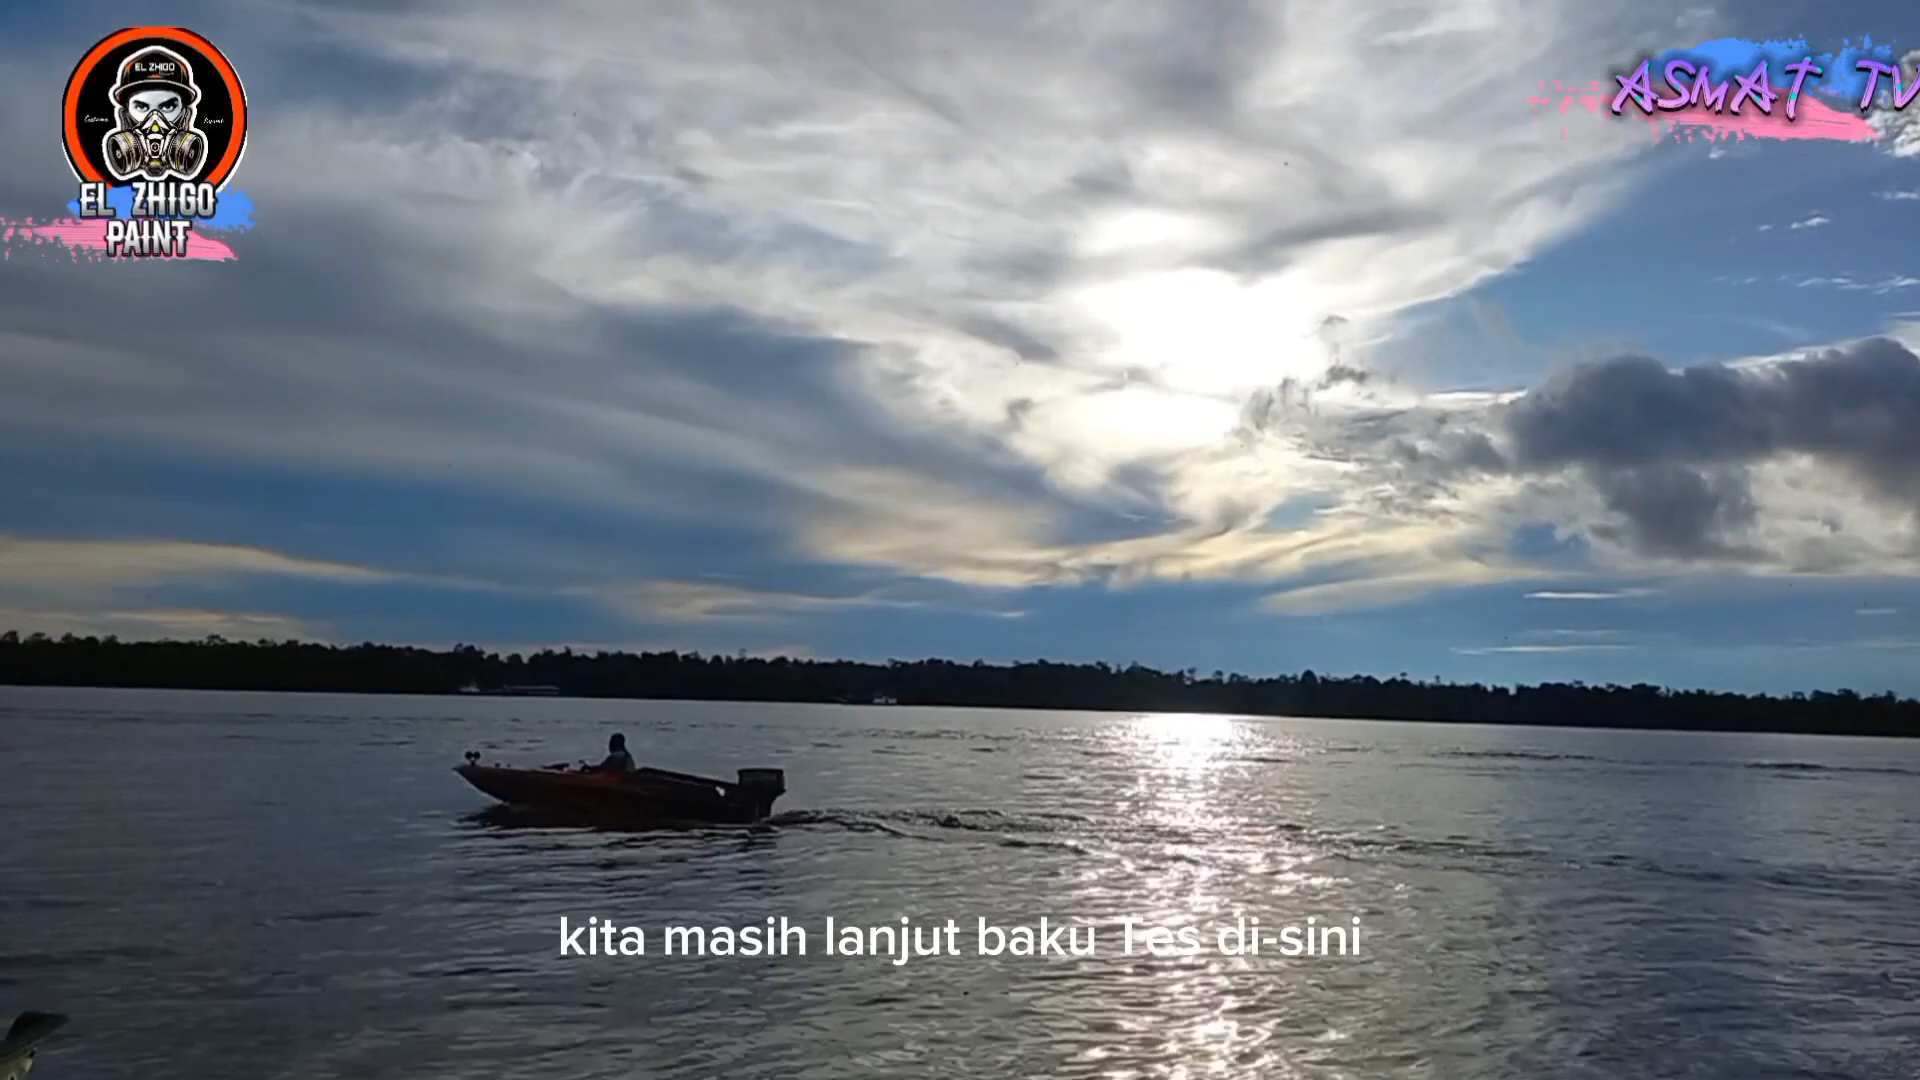 EL ZHIGO
EL ZHIGO
PAINT
ASMAT TV
kita masih lanjut baku Tes di-sini